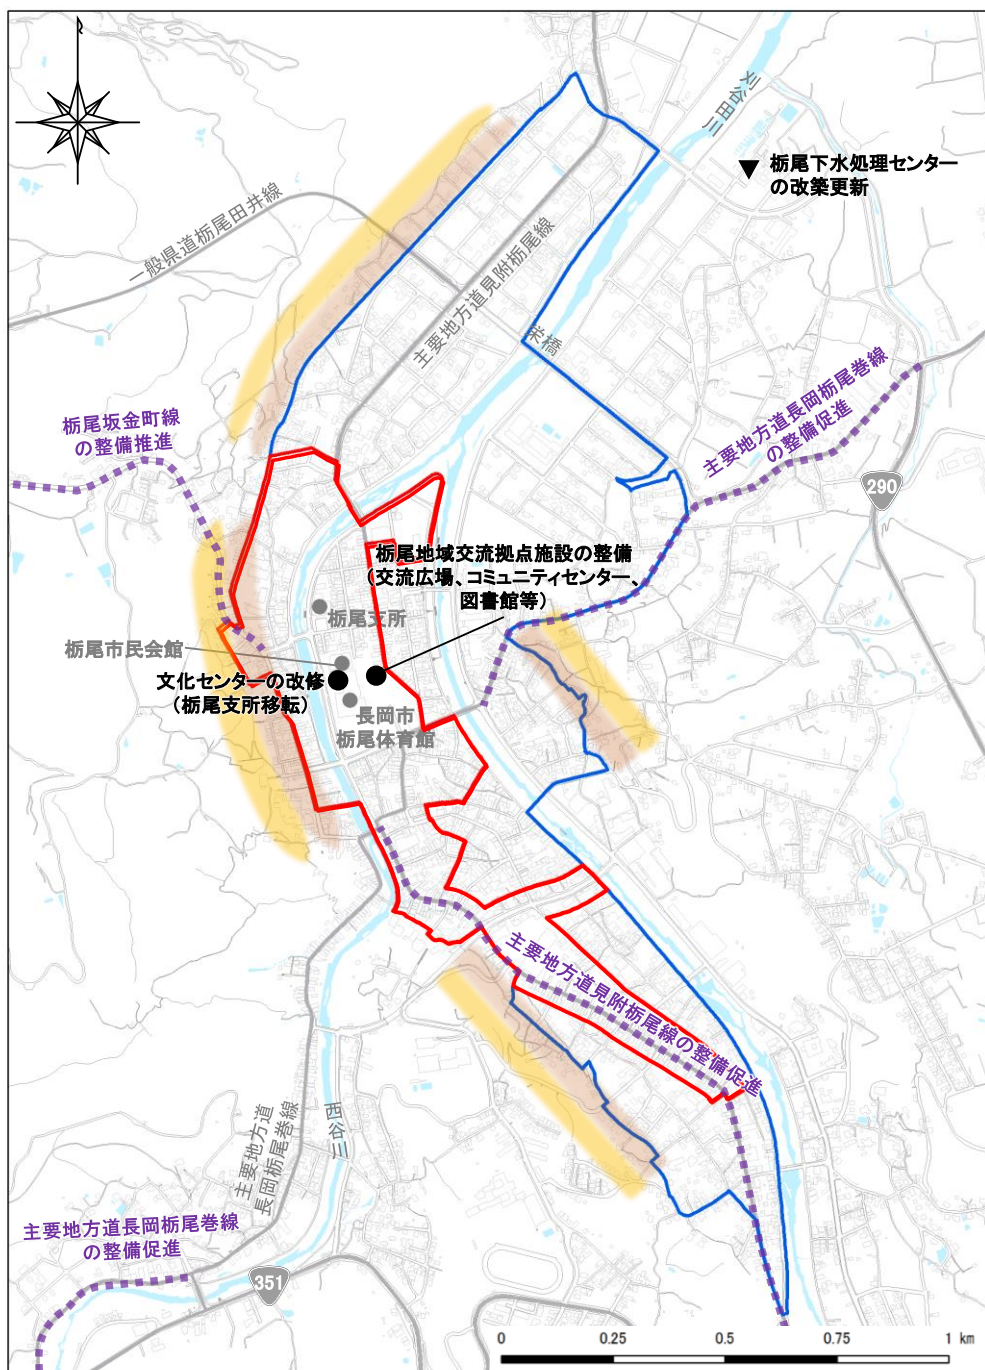 刈谷田川
栃尾下水処理センター
の改築更新
一般県道栃尾田井線
主要地方道見附栃尾線
栄橋
主要地方道長岡栃尾巻線
の整備促進
栃尾坂金町線
の整備推進
290
栃尾地域交流拠点施設の整備
（交流広場、コミュニティセンター、
図書館等）
栃尾支所
栃尾市民会館
文化センターの改修
（栃尾支所移転）
長岡市
栃尾体育館
主要地方道見附栃尾線の整備促進
西谷川
主要地方道
長岡栃尾巻線
主要地方道長岡栃尾巻線
の整備促進
351
0 0.25 0.5 0.75 1 km